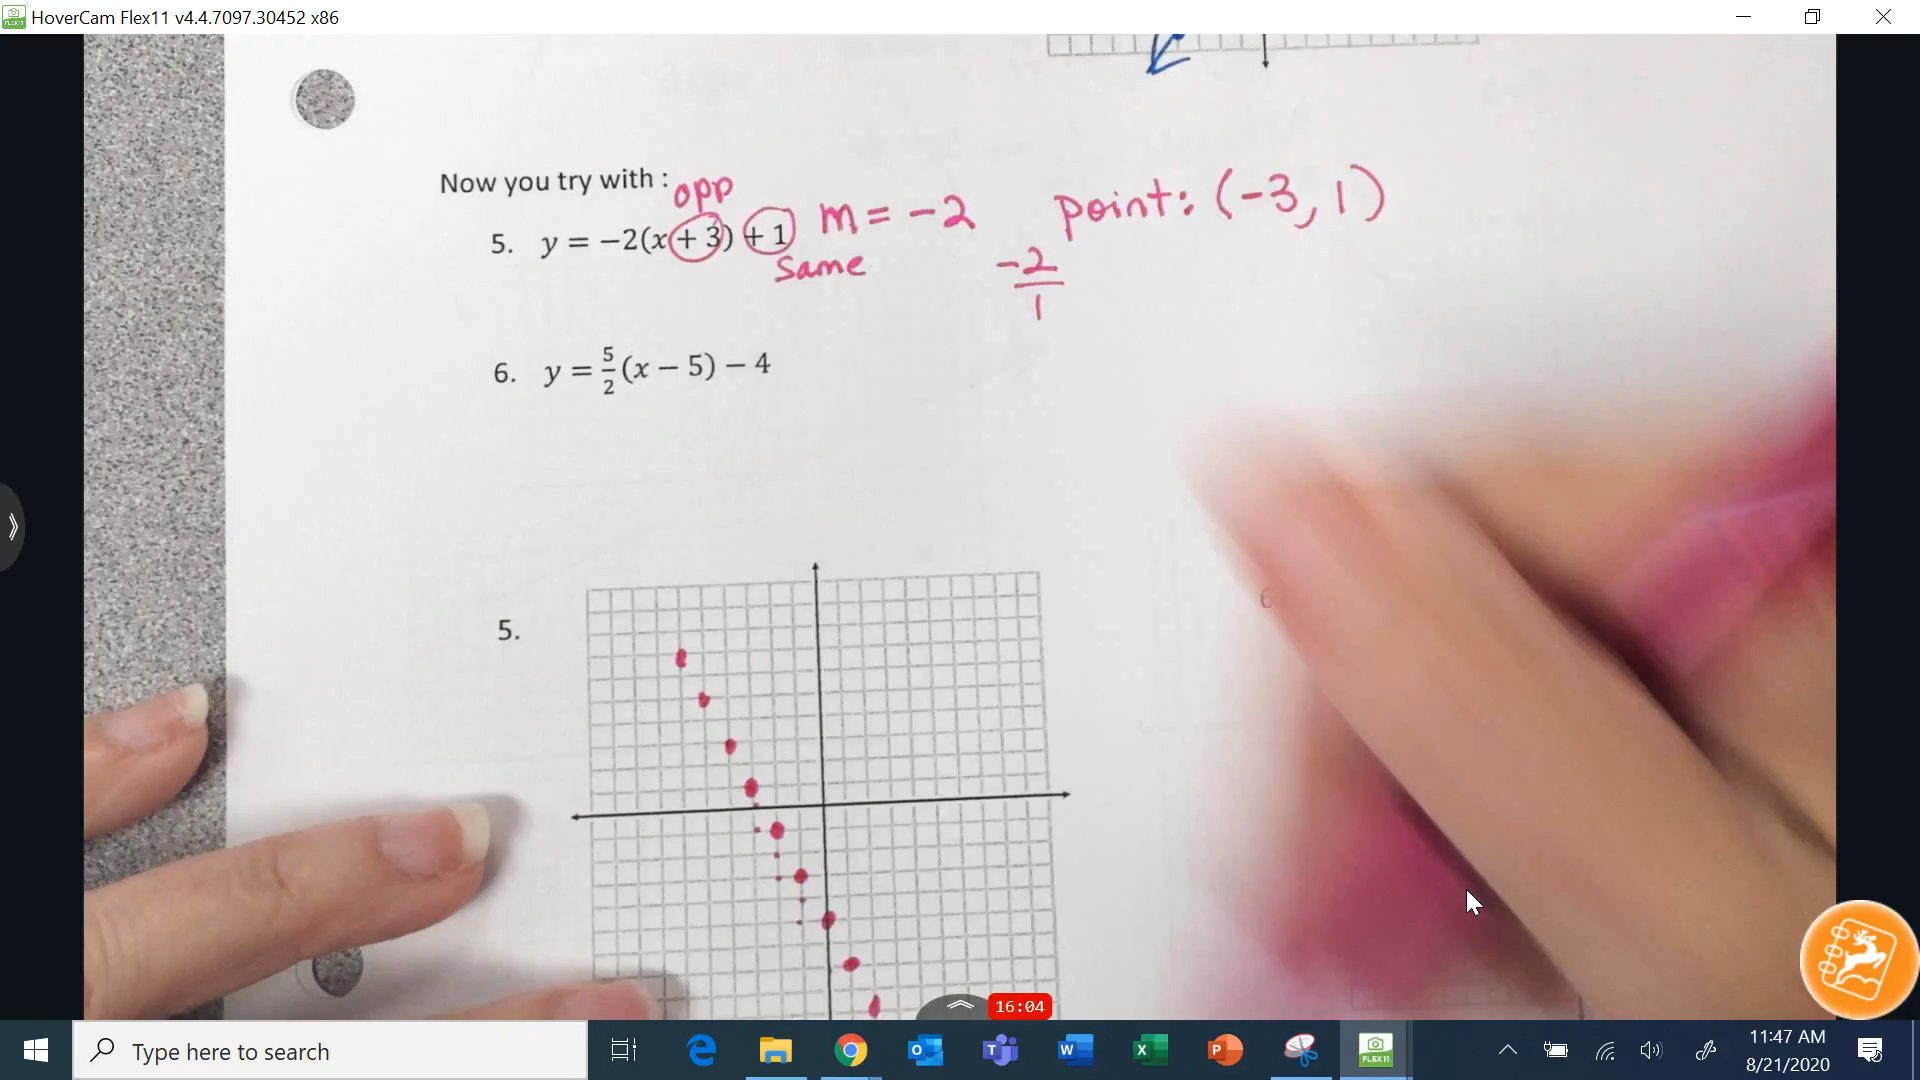 HoverCam Flex11 v4.4.7097.30452 x86
Now you try with :
opp
5. y = −2(x + 3) + 1 m = -2 point: (-3, 1)
same
-2
1
6. y = 5/2 (x − 5) − 4
5.
6
16:04
Type here to search
11:47 AM
8/21/2020
FLEX11